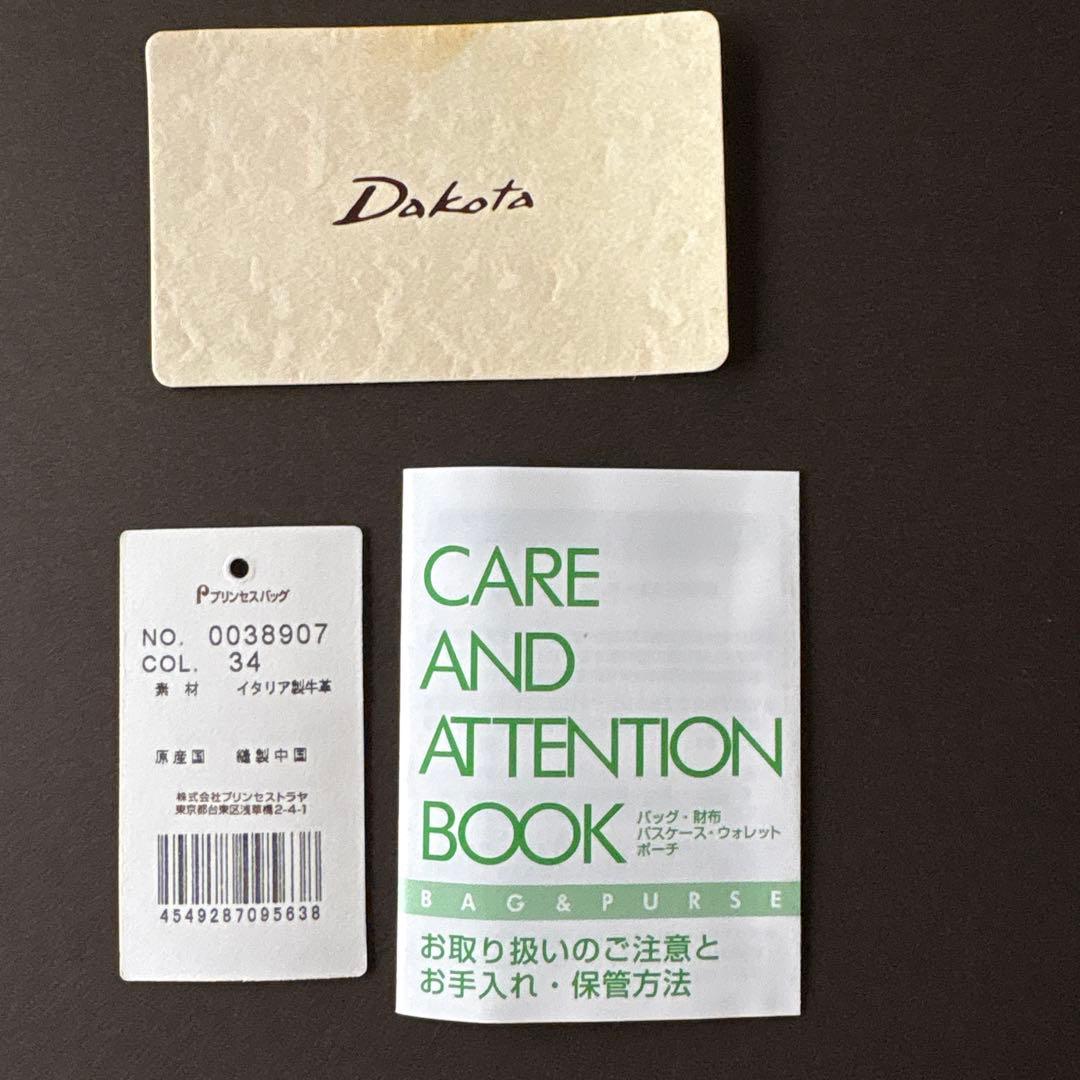 Dakota
プリンセスバッグ
NO. 0038907
COL. 34
素材 イタリア製牛革
原産国 縫製中国
株式会社プリンセストラヤ
東京都台東区浅草橋2-4-1
4549287095638
CARE
AND
ATTENTION
BOOK
バッグ・財布
パスケース・ウォレット
ポーチ
BAG & PURSE
お取り扱いのご注意と
お手入れ・保管方法